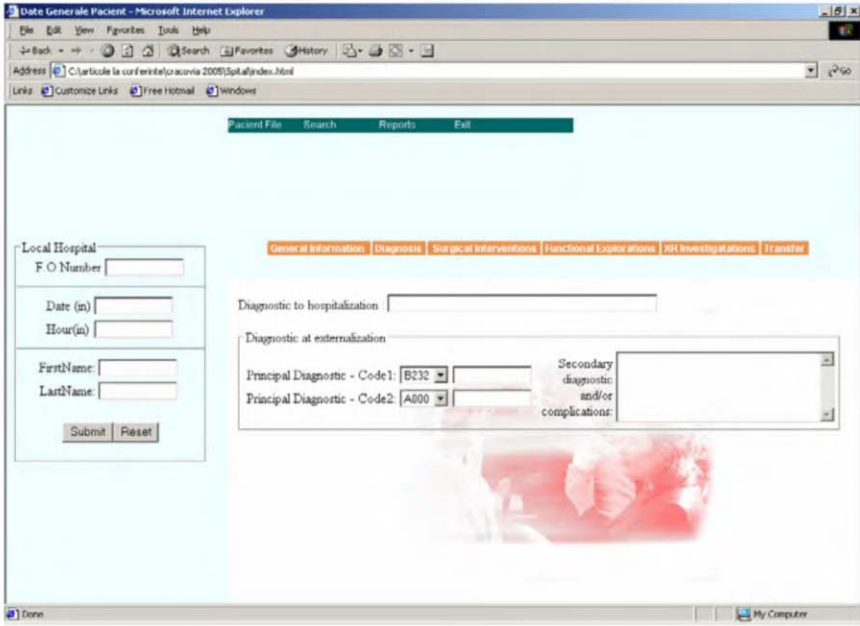 Date Generale Pacient - Microsoft Internet Explorer
File Edit View Favorites Tools Help
Back Search Favorites History
Address C:\articole la conferinte\cracovia 2005\Spital\index.html Go
Links Customize Links Free Hotmail Windows
Pacient File Search Reports Exit
General Information Diagnosis Surgical Interventions Functional Explorations XR Investigatations Transfer
Local Hospital
F.O Number
Date (in)
Hour(in)
FirstName:
LastName:
Submit Reset
Diagnostic to hospitalization :
Diagnostic at externalization
Principal Diagnostic - Code1: B232
Principal Diagnostic - Code2: A000
Secondary
diagnostic
and/or
complications:
Done My Computer